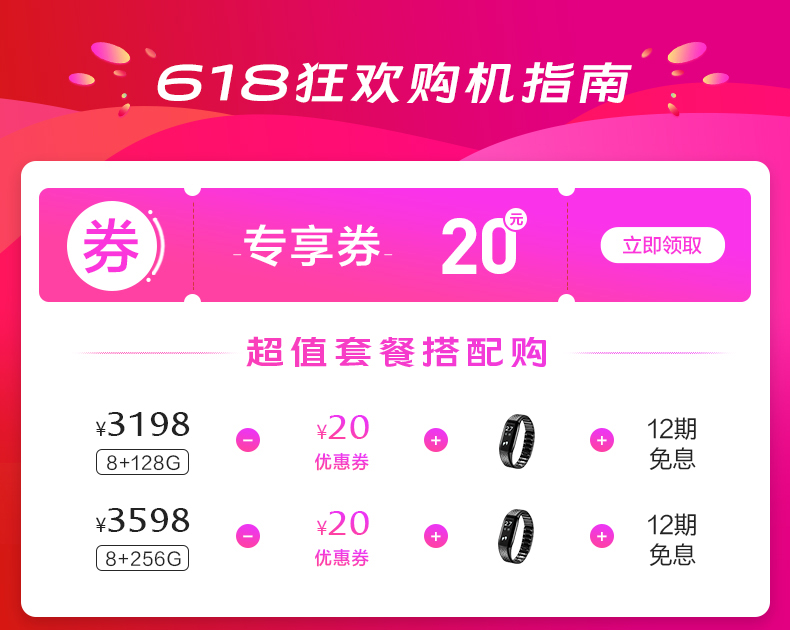 618狂欢购机指南
券
-专享券-
20元
立即领取
超值套餐搭配购
¥3198
8+128G
¥20
优惠券
27
12期
免息
¥3598
8+256G
¥20
优惠券
27
12期
免息